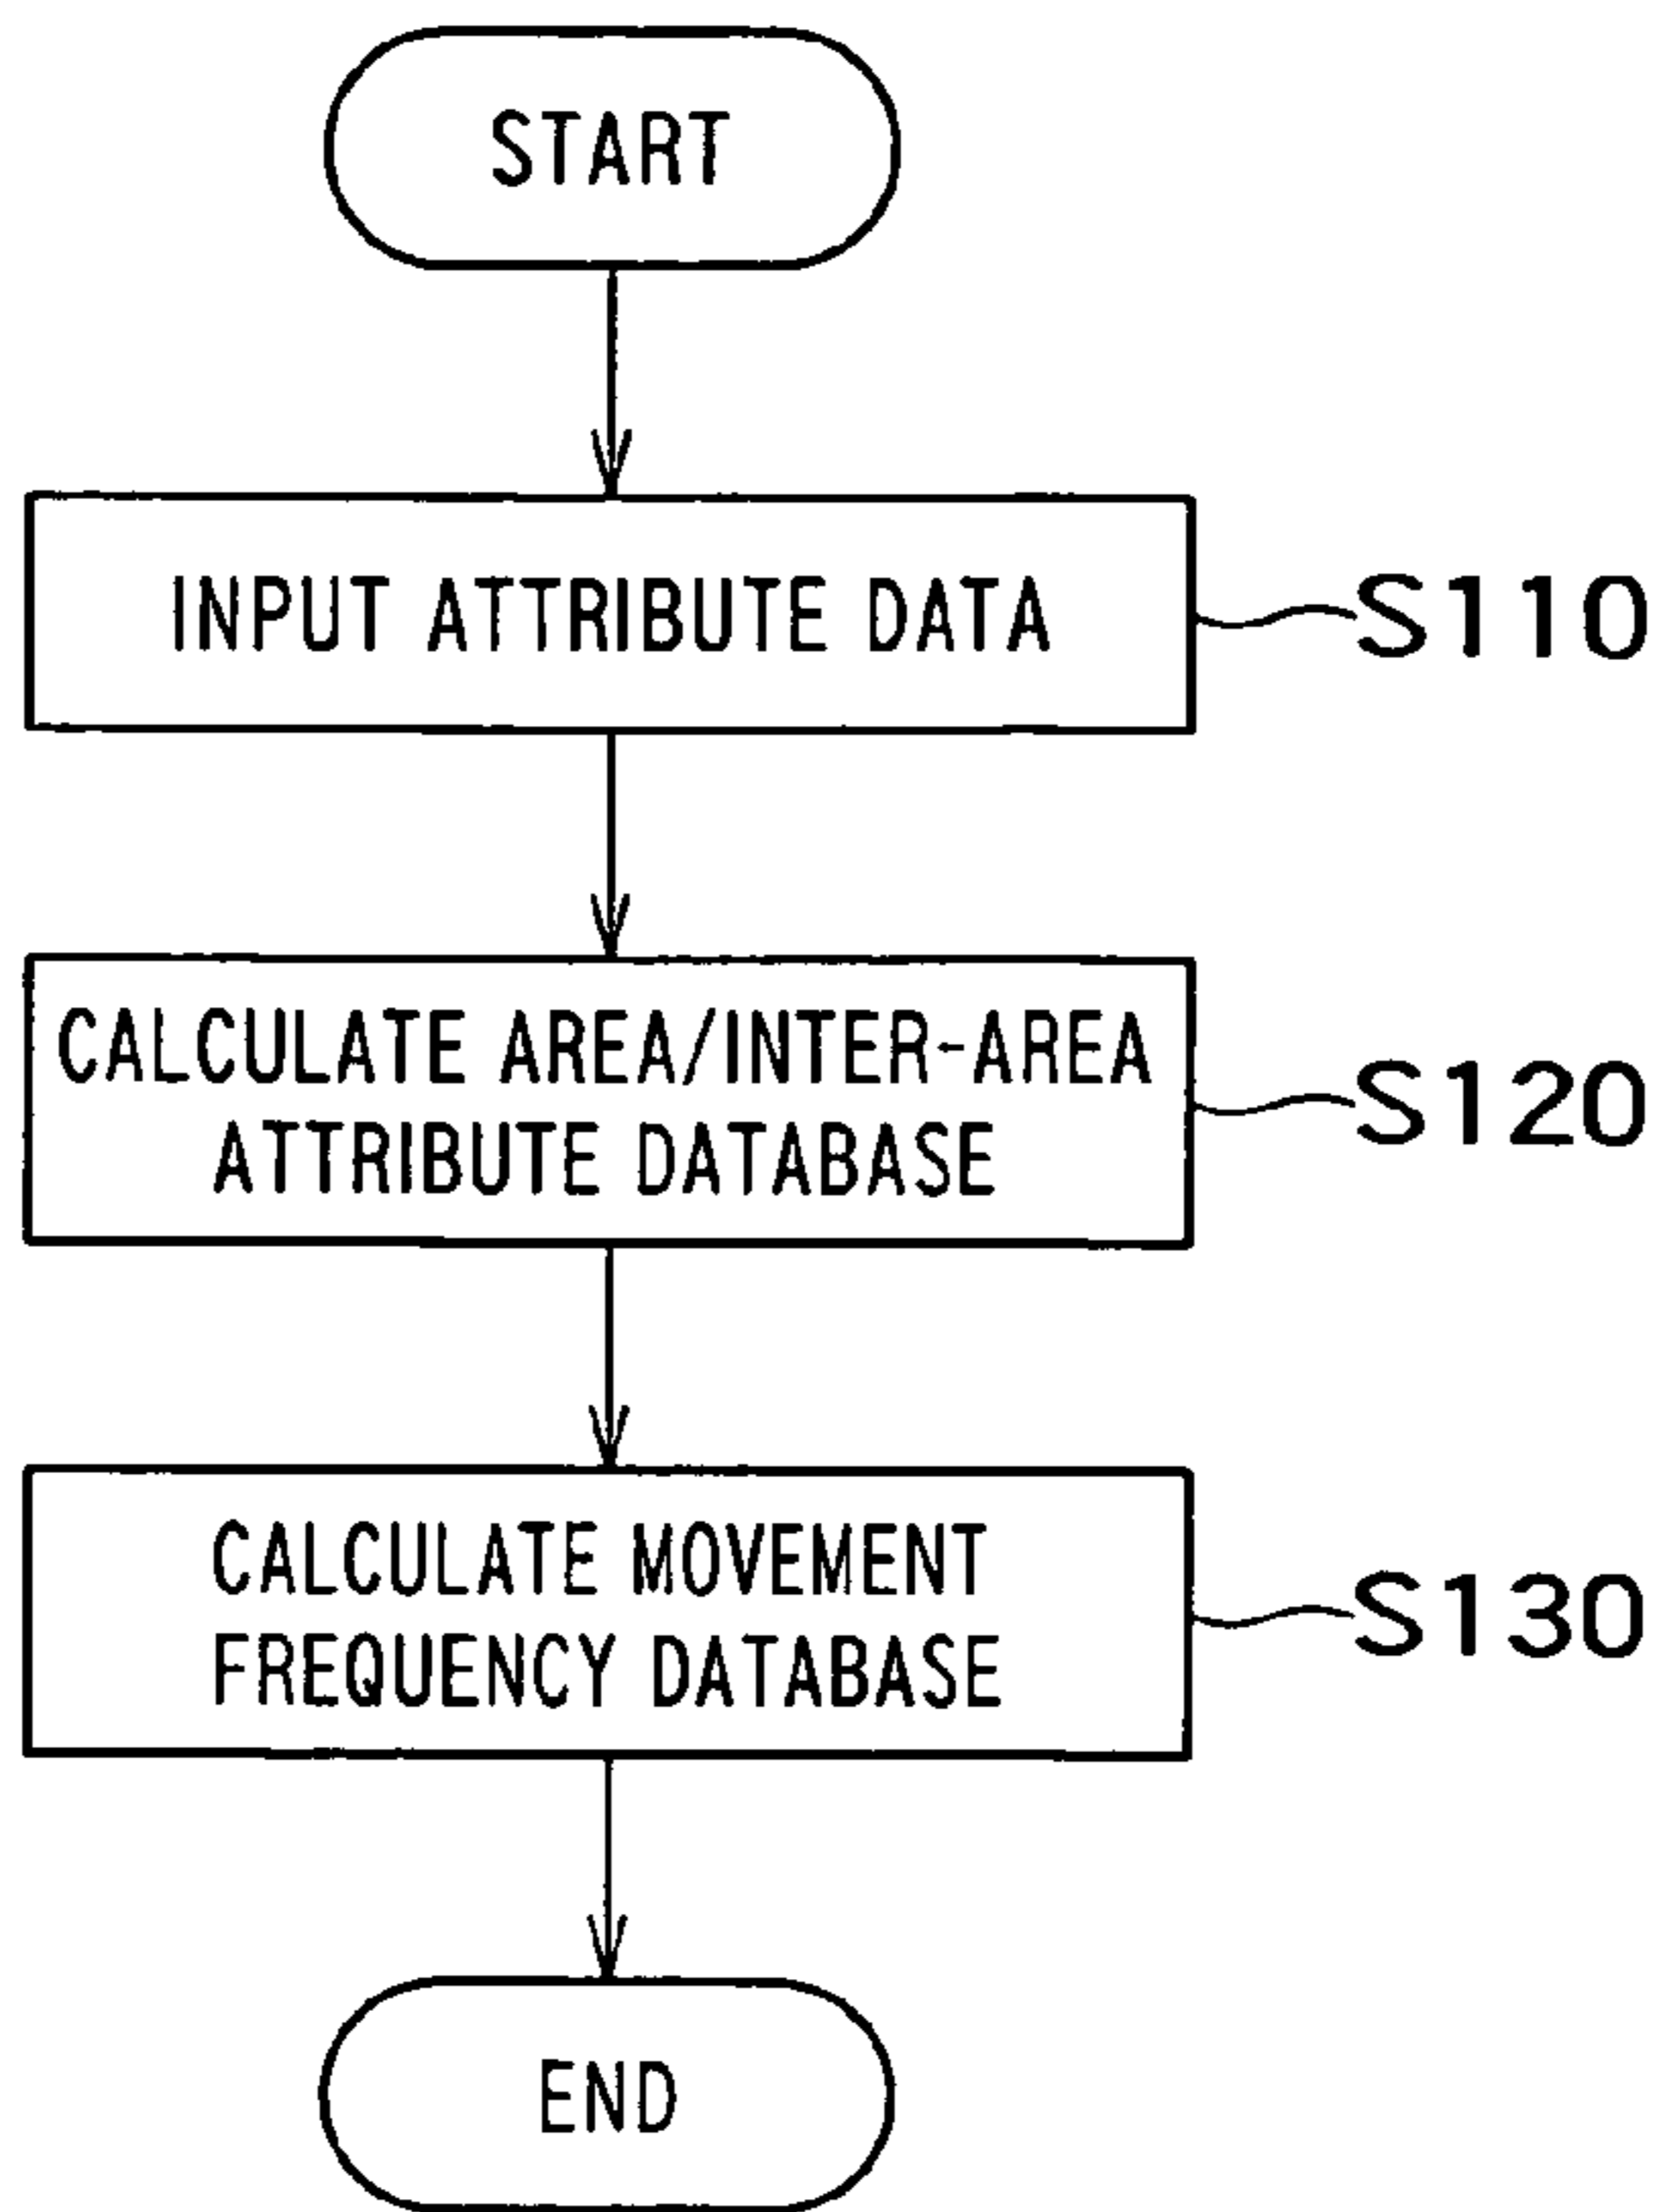 START
INPUT ATTRIBUTE DATA
S110
CALCULATE AREA/INTER-AREA
ATTRIBUTE DATABASE
S120
CALCULATE MOVEMENT
FREQUENCY DATABASE
S130
END